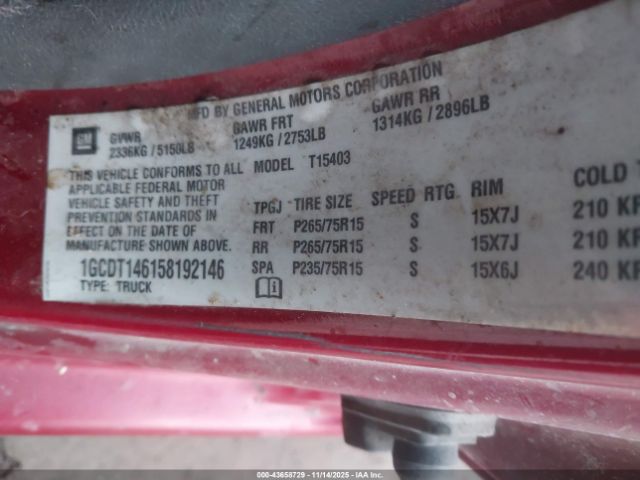 MFD BY GENERAL MOTORS CORPORATION
GM GVWR GAWR FRT GAWR RR
2336KG / 5150LB 1249KG / 2753LB 1314KG / 2896LB
THIS VEHICLE CONFORMS TO ALL MODEL T15403
APPLICABLE FEDERAL MOTOR
VEHICLE SAFETY AND THEFT TPGJ TIRE SIZE SPEED RTG RIM COLD
PREVENTION STANDARDS IN FRT P265/75R15 S 15X7J 210
EFFECT ON THE DATE OF
MANUFACTURE SHOWN ABOVE. RR P265/75R15 S 15X7J 210
1GCDT146158192146 SPA P235/75R15 S 15X6J 240
TYPE: TRUCK
000-43658729 11/14/2025 IAA Inc.